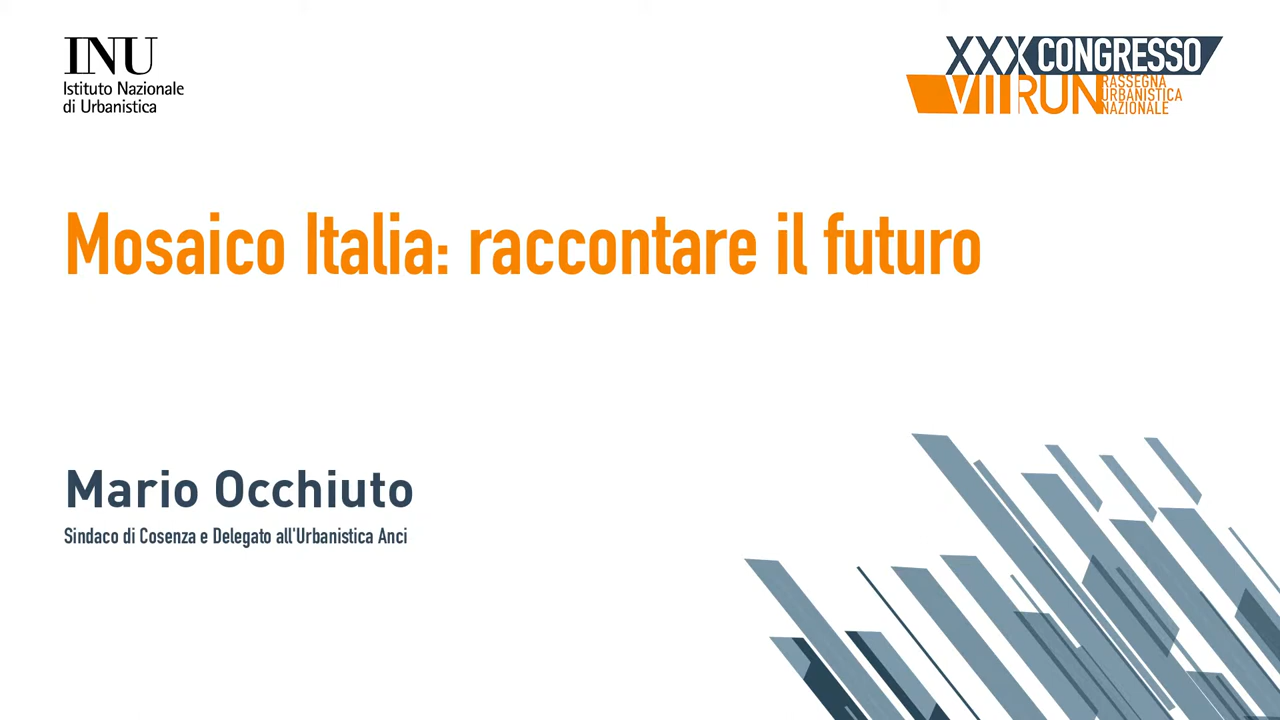 INU
Istituto Nazionale
di Urbanistica
XXX CONGRESSO
VII RUN
RASSEGNA
URBANISTICA
NAZIONALE
Mosaico Italia: raccontare il futuro
Mario Occhiuto
Sindaco di Cosenza e Delegato all'Urbanistica Anci